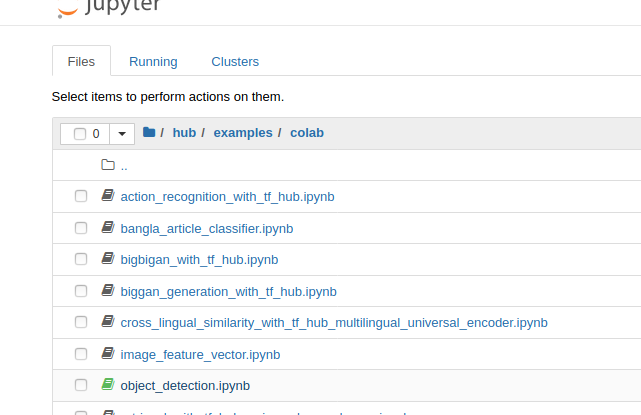 Jupyter
Files Running Clusters
Select items to perform actions on them.
0 / hub / examples / colab
..
action_recognition_with_tf_hub.ipynb
bangla_article_classifier.ipynb
bigbigan_with_tf_hub.ipynb
biggan_generation_with_tf_hub.ipynb
cross_lingual_similarity_with_tf_hub_multilingual_universal_encoder.ipynb
image_feature_vector.ipynb
object_detection.ipynb